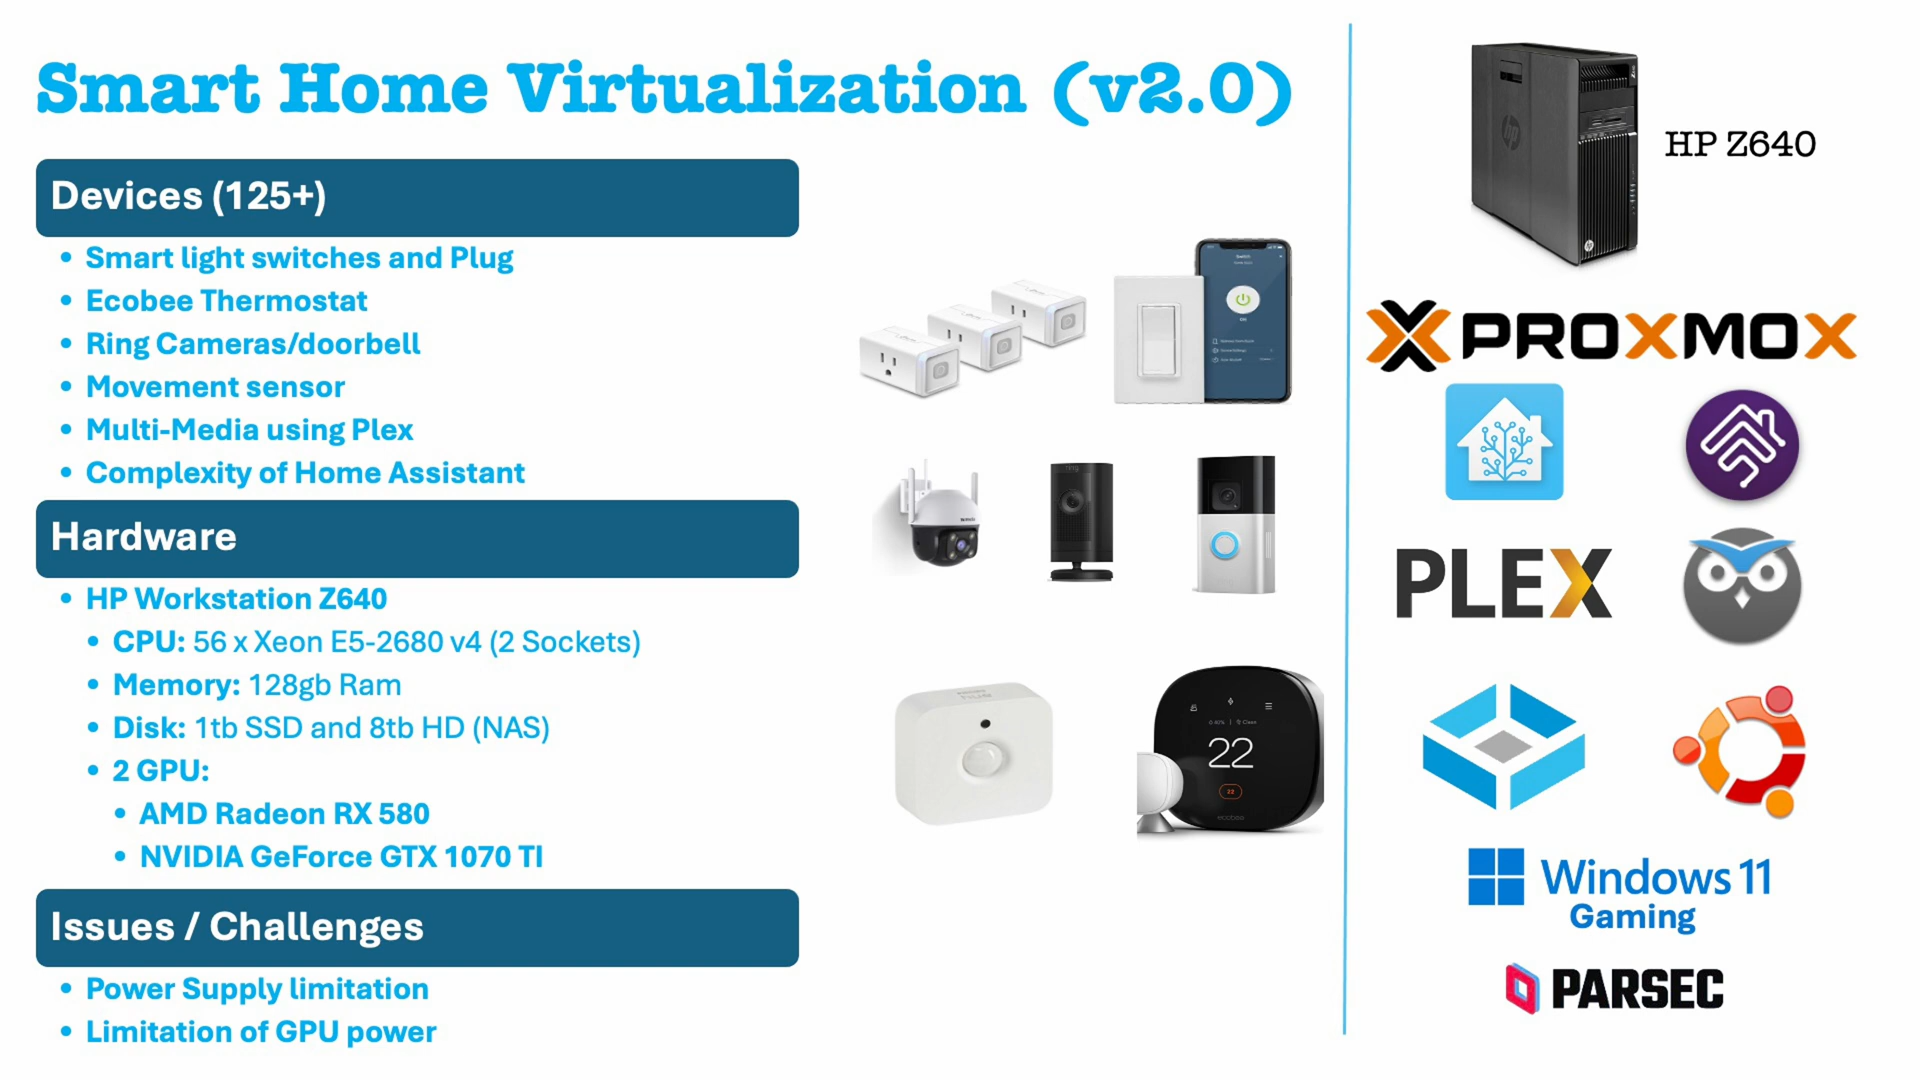 Smart Home Virtualization (v2.0)
Devices (125+)
• Smart light switches and Plug
• Ecobee Thermostat
• Ring Cameras/doorbell
• Movement sensor
• Multi-Media using Plex
• Complexity of Home Assistant
Hardware
• HP Workstation Z640
• CPU: 56 x Xeon E5-2680 v4 (2 Sockets)
• Memory: 128gb Ram
• Disk: 1tb SSD and 8tb HD (NAS)
• 2 GPU:
• AMD Radeon RX 580
• NVIDIA GeForce GTX 1070 TI
Issues / Challenges
• Power Supply limitation
• Limitation of GPU power
ring
22
22
ecobee
hp
HP Z640
PROXMOX
PLEX
Windows 11
Gaming
PARSEC